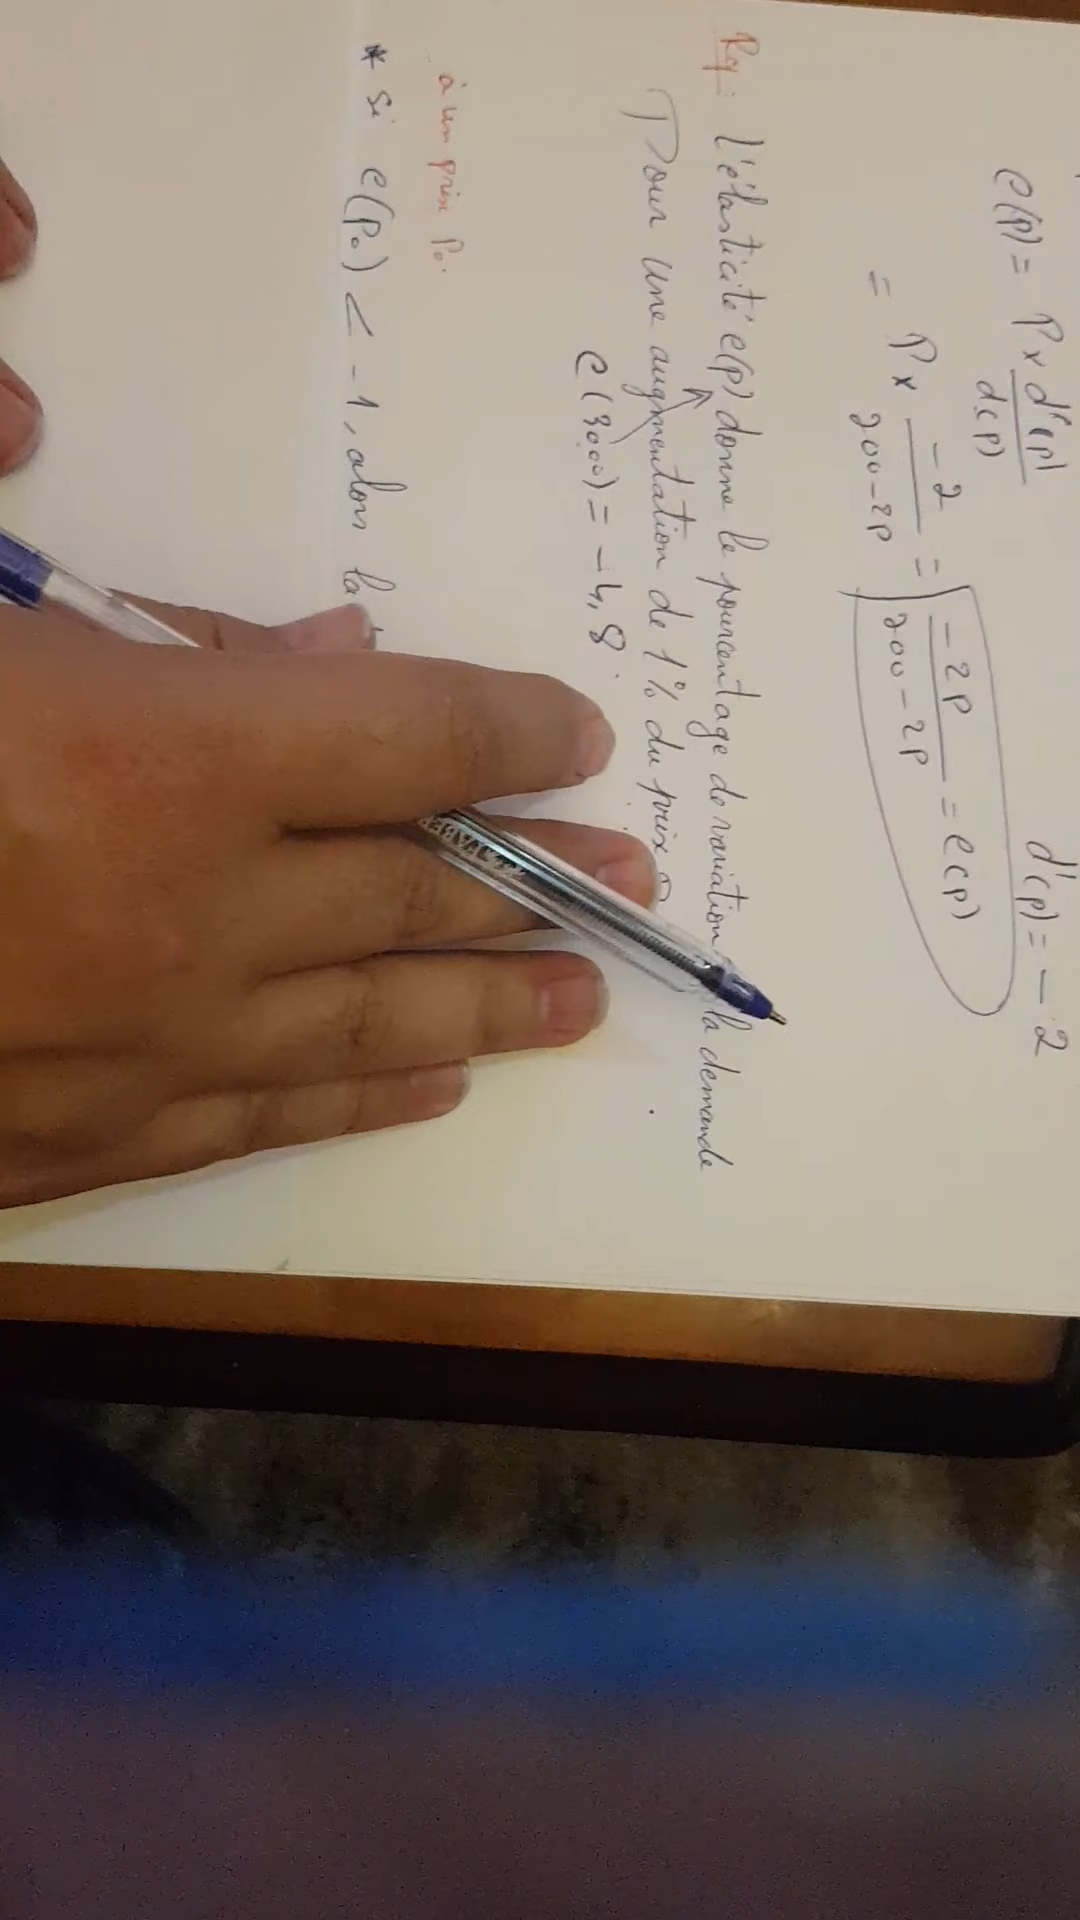 d'(p) = - 2
e(p) = P x d'(p) / d(p)
= P x -2 / 200-2P = -2P / 200-2P = e(p)
Rq: l'élasticité e(p) donne le pourcentage de variation la demande
Pour une augmentation de 1% du prix
e(3000) = -4,8.
à un prix P0.
* Si e(P0) < -1, alors la